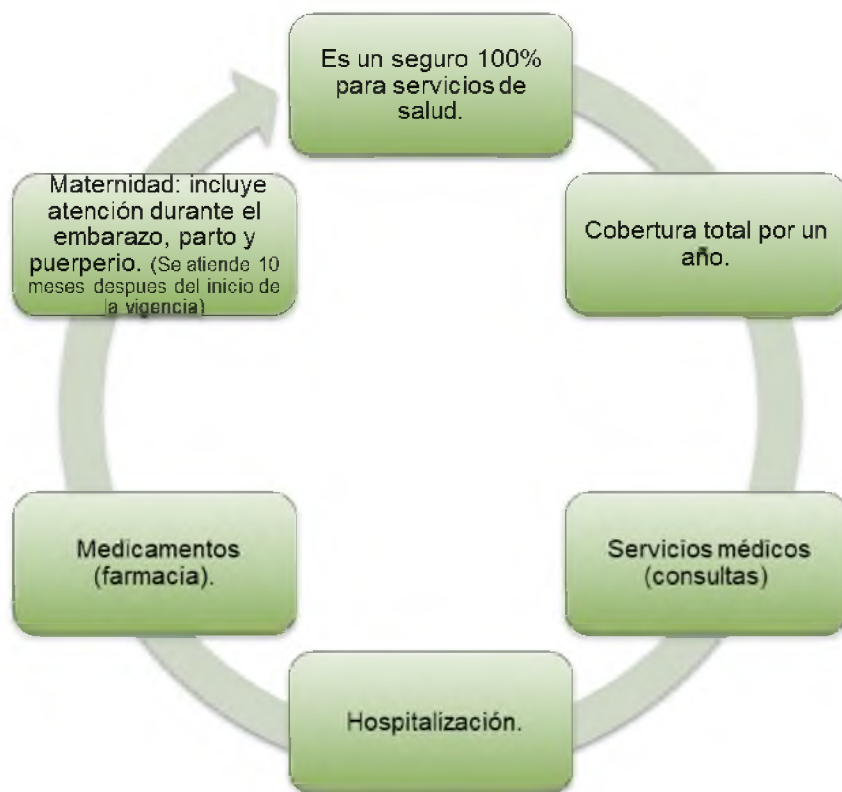 Es un seguro 100%
para servicios de
salud.
Cobertura total por un
año.
Servicios médicos
(consultas)
Hospitalización.
Medicamentos
(farmacia).
Maternidad: incluye
atención durante el
embarazo, parto y
puerperio. (Se atiende 10
meses despues del inicio de
la vigencia)